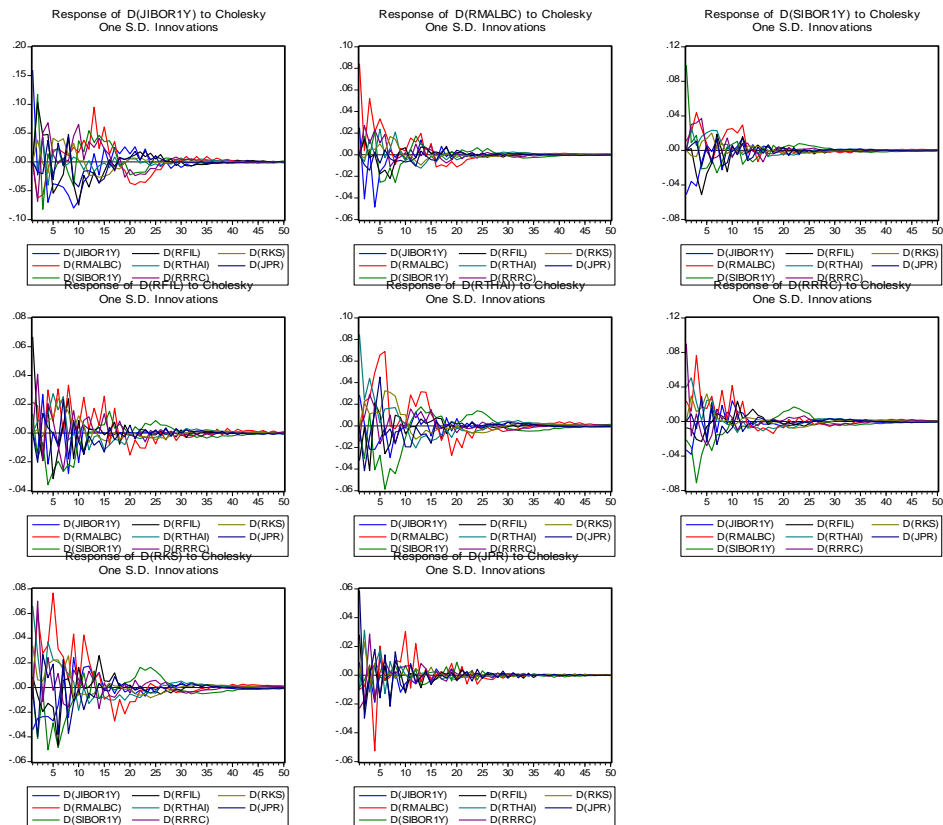 Response of D(JIBOR1Y) to Cholesky
One S.D. Innovations
.20
.15
.10
.05
.00
-.05
-.10
5 10 15 20 25 30 35 40 45 50
D(JIBOR1Y) D(RFIL) D(RKS)
D(RMALBC) D(RTHAI) D(JPR)
D(SIBOR1Y) D(RRRC)
Response of D(RMALBC) to Cholesky
One S.D. Innovations
.10
.08
.06
.04
.02
.00
-.02
-.04
-.06
5 10 15 20 25 30 35 40 45 50
D(JIBOR1Y) D(RFIL) D(RKS)
D(RMALBC) D(RTHAI) D(JPR)
D(SIBOR1Y) D(RRRC)
Response of D(SIBOR1Y) to Cholesky
One S.D. Innovations
.12
.08
.04
.00
-.04
-.08
5 10 15 20 25 30 35 40 45 50
D(JIBOR1Y) D(RFIL) D(RKS)
D(RMALBC) D(RTHAI) D(JPR)
D(SIBOR1Y) D(RRRC)
Response of D(RFIL) to Cholesky
One S.D. Innovations
.08
.06
.04
.02
.00
-.02
-.04
5 10 15 20 25 30 35 40 45 50
D(JIBOR1Y) D(RFIL) D(RKS)
D(RMALBC) D(RTHAI) D(JPR)
D(SIBOR1Y) D(RRRC)
Response of D(RTHAI) to Cholesky
One S.D. Innovations
.10
.08
.06
.04
.02
.00
-.02
-.04
-.06
5 10 15 20 25 30 35 40 45 50
D(JIBOR1Y) D(RFIL) D(RKS)
D(RMALBC) D(RTHAI) D(JPR)
D(SIBOR1Y) D(RRRC)
Response of D(RRRC) to Cholesky
One S.D. Innovations
.12
.08
.04
.00
-.04
-.08
5 10 15 20 25 30 35 40 45 50
D(JIBOR1Y) D(RFIL) D(RKS)
D(RMALBC) D(RTHAI) D(JPR)
D(SIBOR1Y) D(RRRC)
Response of D(RKS) to Cholesky
One S.D. Innovations
.08
.06
.04
.02
.00
-.02
-.04
-.06
5 10 15 20 25 30 35 40 45 50
D(JIBOR1Y) D(RFIL) D(RKS)
D(RMALBC) D(RTHAI) D(JPR)
D(SIBOR1Y) D(RRRC)
Response of D(JPR) to Cholesky
One S.D. Innovations
.06
.04
.02
.00
-.02
-.04
-.06
5 10 15 20 25 30 35 40 45 50
D(JIBOR1Y) D(RFIL) D(RKS)
D(RMALBC) D(RTHAI) D(JPR)
D(SIBOR1Y) D(RRRC)